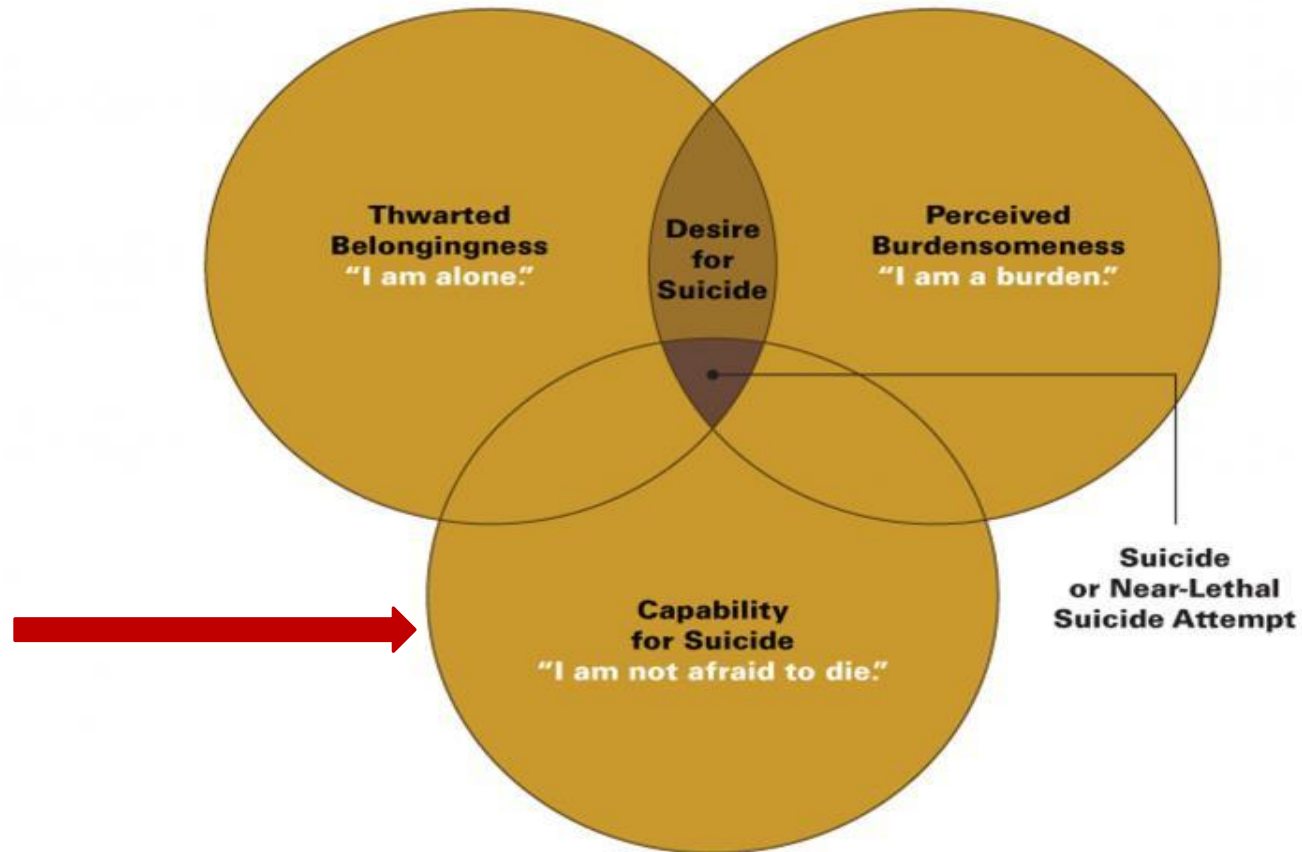 Thwarted
Belongingness
“I am alone.”
Desire
for
Suicide
Perceived
Burdensomeness
“I am a burden.”
Capability
for Suicide
“I am not afraid to die.”
Suicide
or Near-Lethal
Suicide Attempt